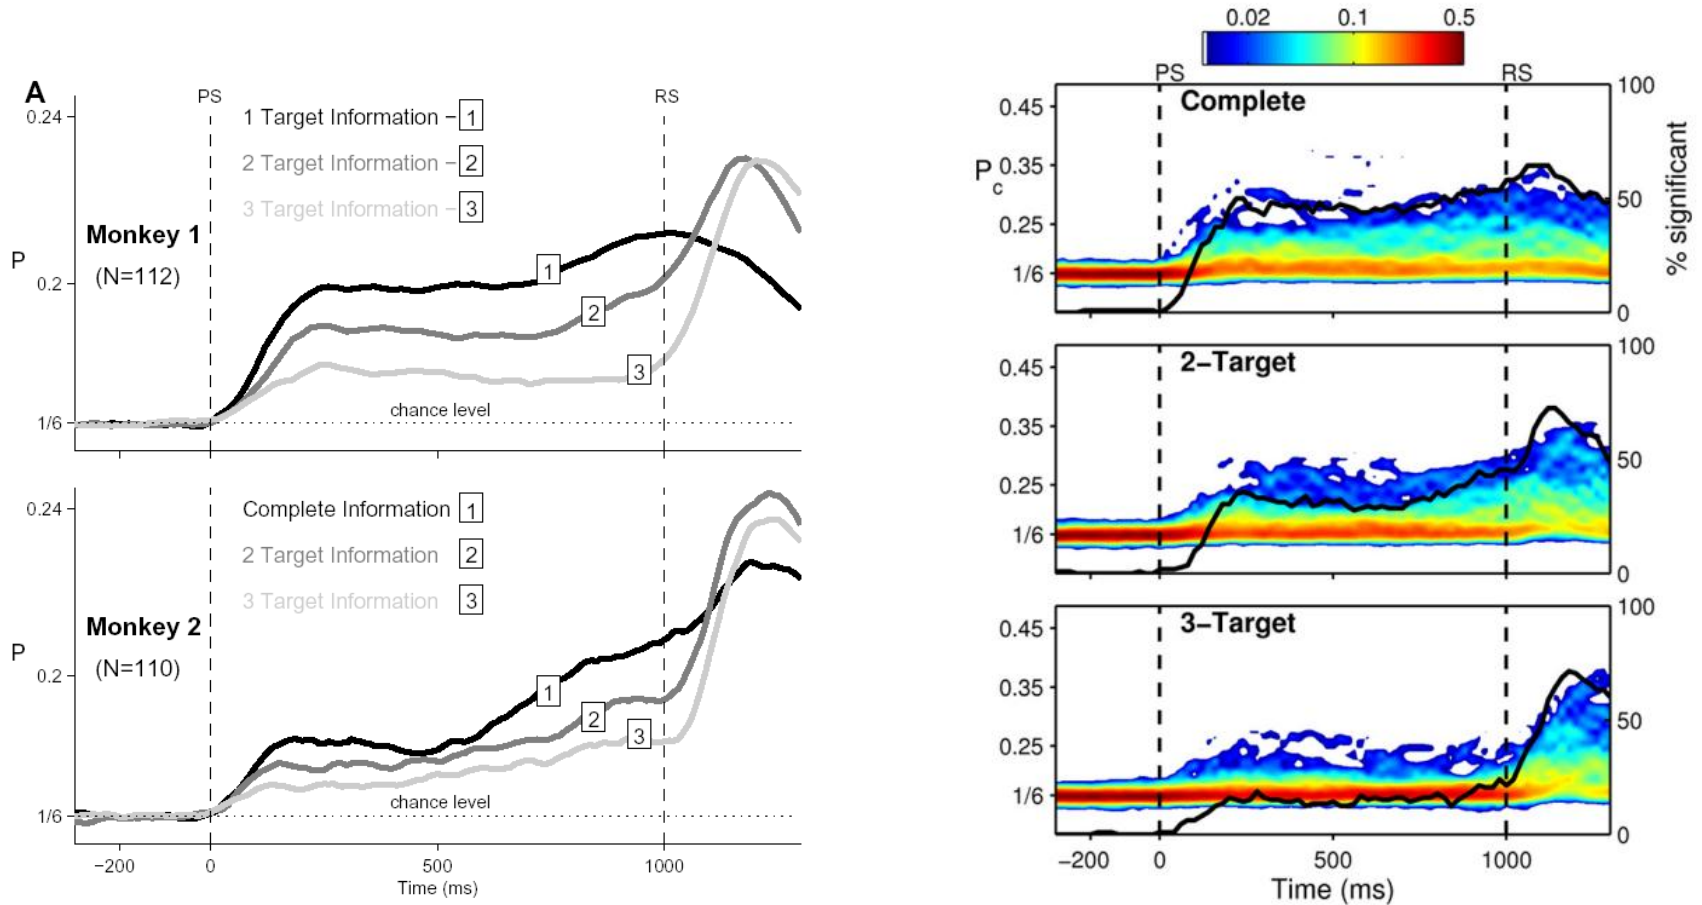 A
PS
RS
0.24
1 Target Information – 1
2 Target Information – 2
3 Target Information – 3
Monkey 1
(N=112)
P
1
0.2
2
3
chance level
1/6
0.24
Complete Information 1
2 Target Information 2
3 Target Information 3
Monkey 2
(N=110)
P
0.2
1
2
3
chance level
1/6
−200 0 500 1000
Time (ms)
0.02 0.1 0.5
PS RS
Complete
0.45
100
Pc
0.35
50
0.25
1/6
0
% significant
2−Target
100
0.45
0.35
50
0.25
1/6
0
3−Target
100
0.45
0.35
50
0.25
1/6
0
−200 0 500 1000
Time (ms)